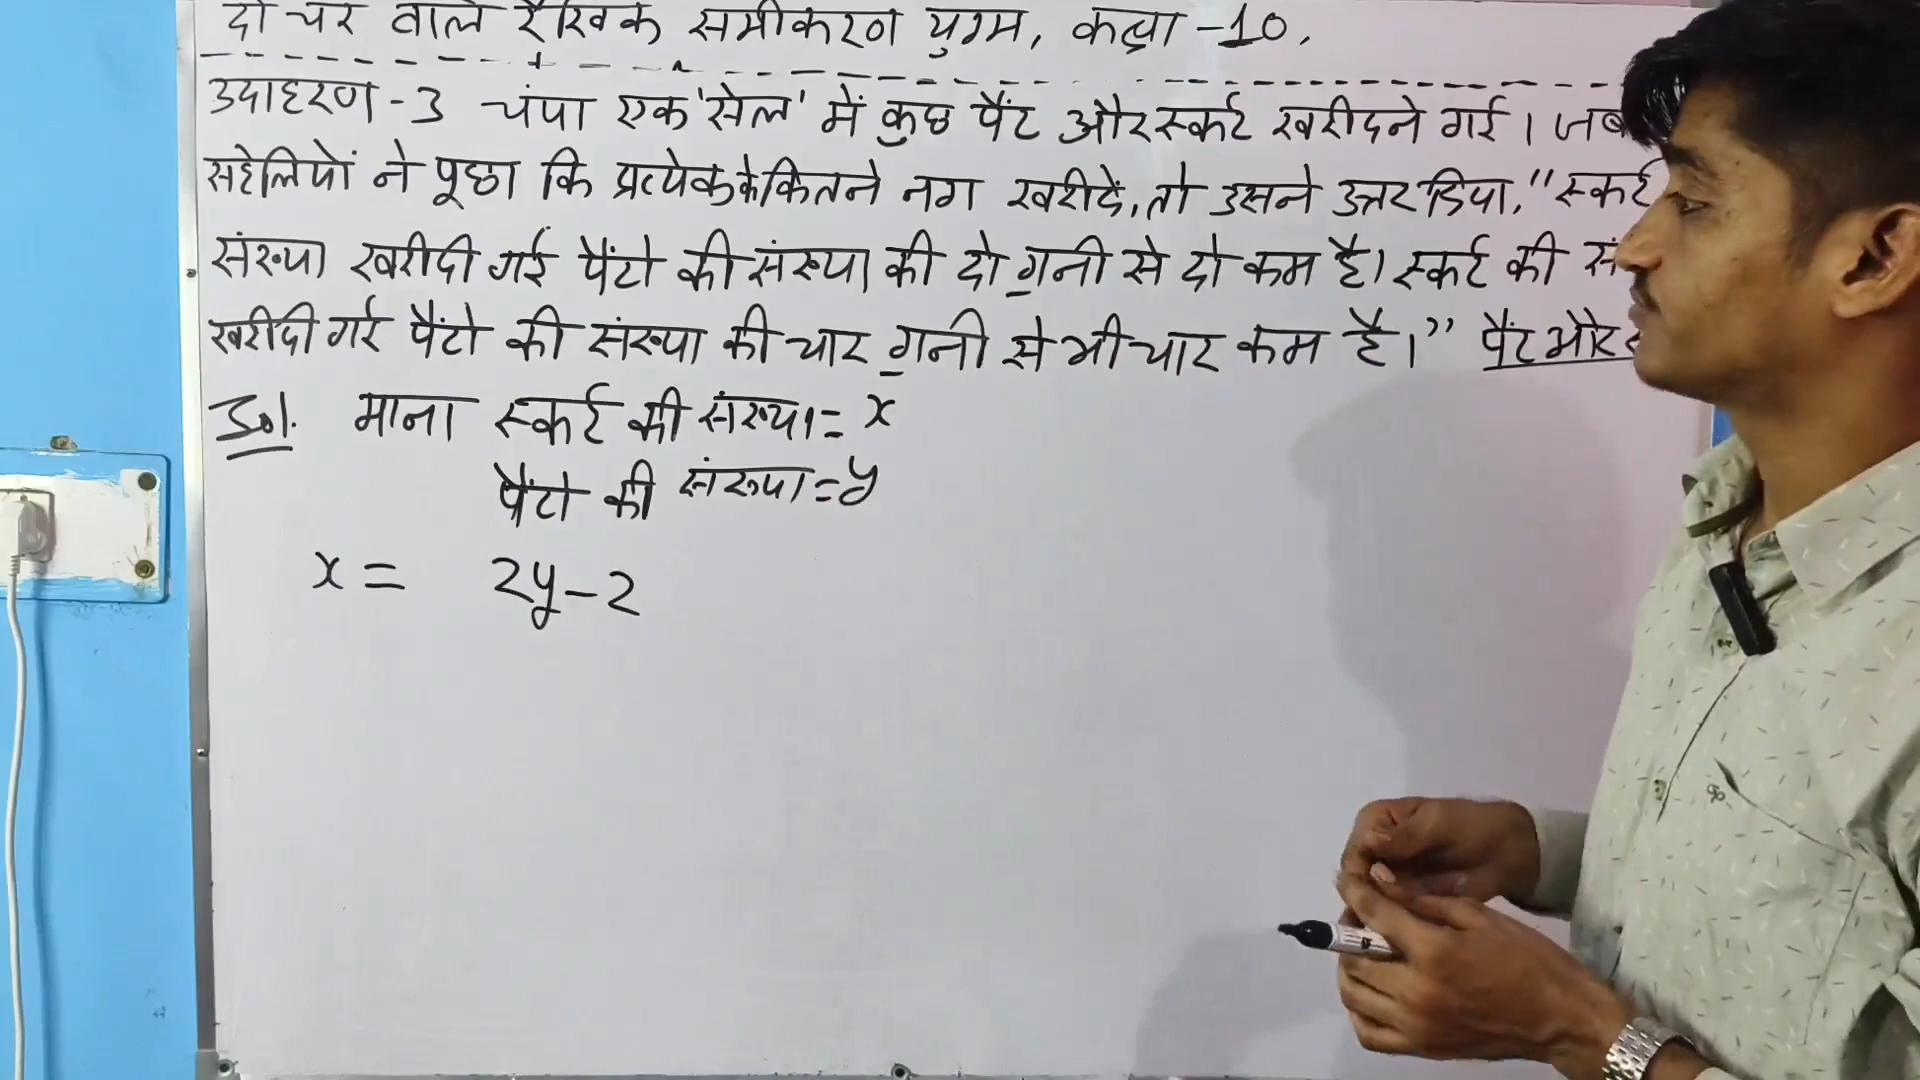 दो चर वाले रैखिक समीकरण युग्म, कक्षा -10.
उदाहरण-3 चंपा एक 'सेल' में कुछ पैंट और स्कर्ट खरीदने गई। जब
सहेलियों ने पूछा कि प्रत्येक के कितने नग खरीदें, तो उसने उत्तर दिया, "स्कर्ट
संख्या खरीदी गई पैंटो की संख्या की दो गुनी से दो कम है। स्कर्ट की
खरीदी गई पैंटो की संख्या की चार गुनी से भी चार कम है।" पैंट और
Sol. माना स्कर्ट की संख्या = x
पैंटो की संख्या = y
x = 2y-2